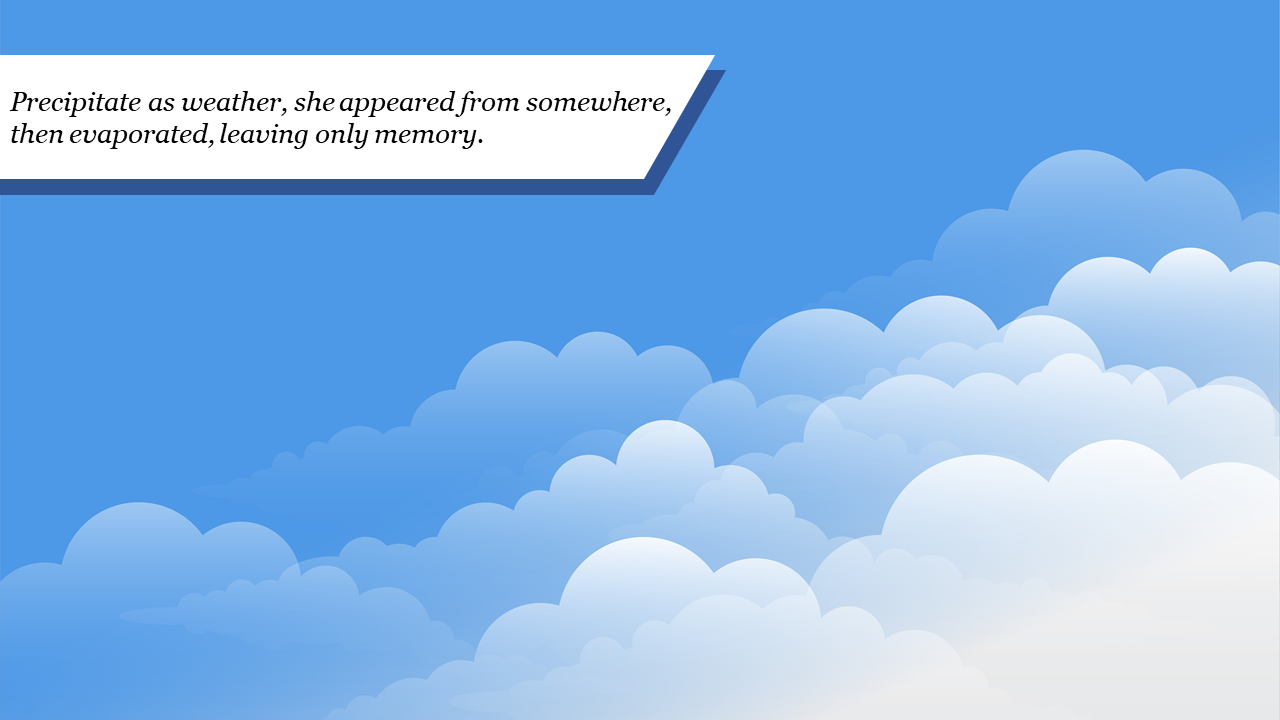 Precipitate as weather, she appeared from somewhere,
then evaporated, leaving only memory.